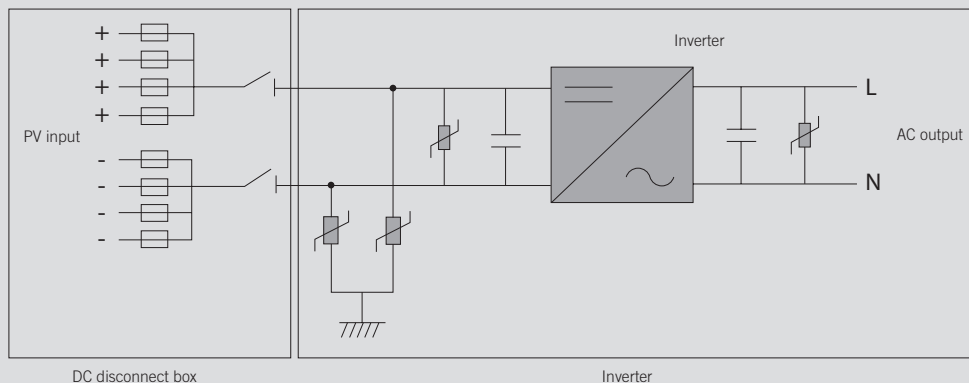 Inverter
+
+
+
+
L
PV input
AC output
-
-
-
-
N
DC disconnect box
Inverter